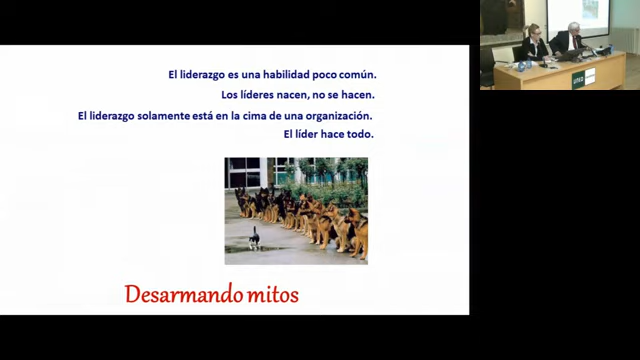 El liderazgo es una habilidad poco común.
Los líderes nacen, no se hacen.
El liderazgo solamente está en la cima de una organización.
El líder hace todo.
Desarmando mitos
UNED